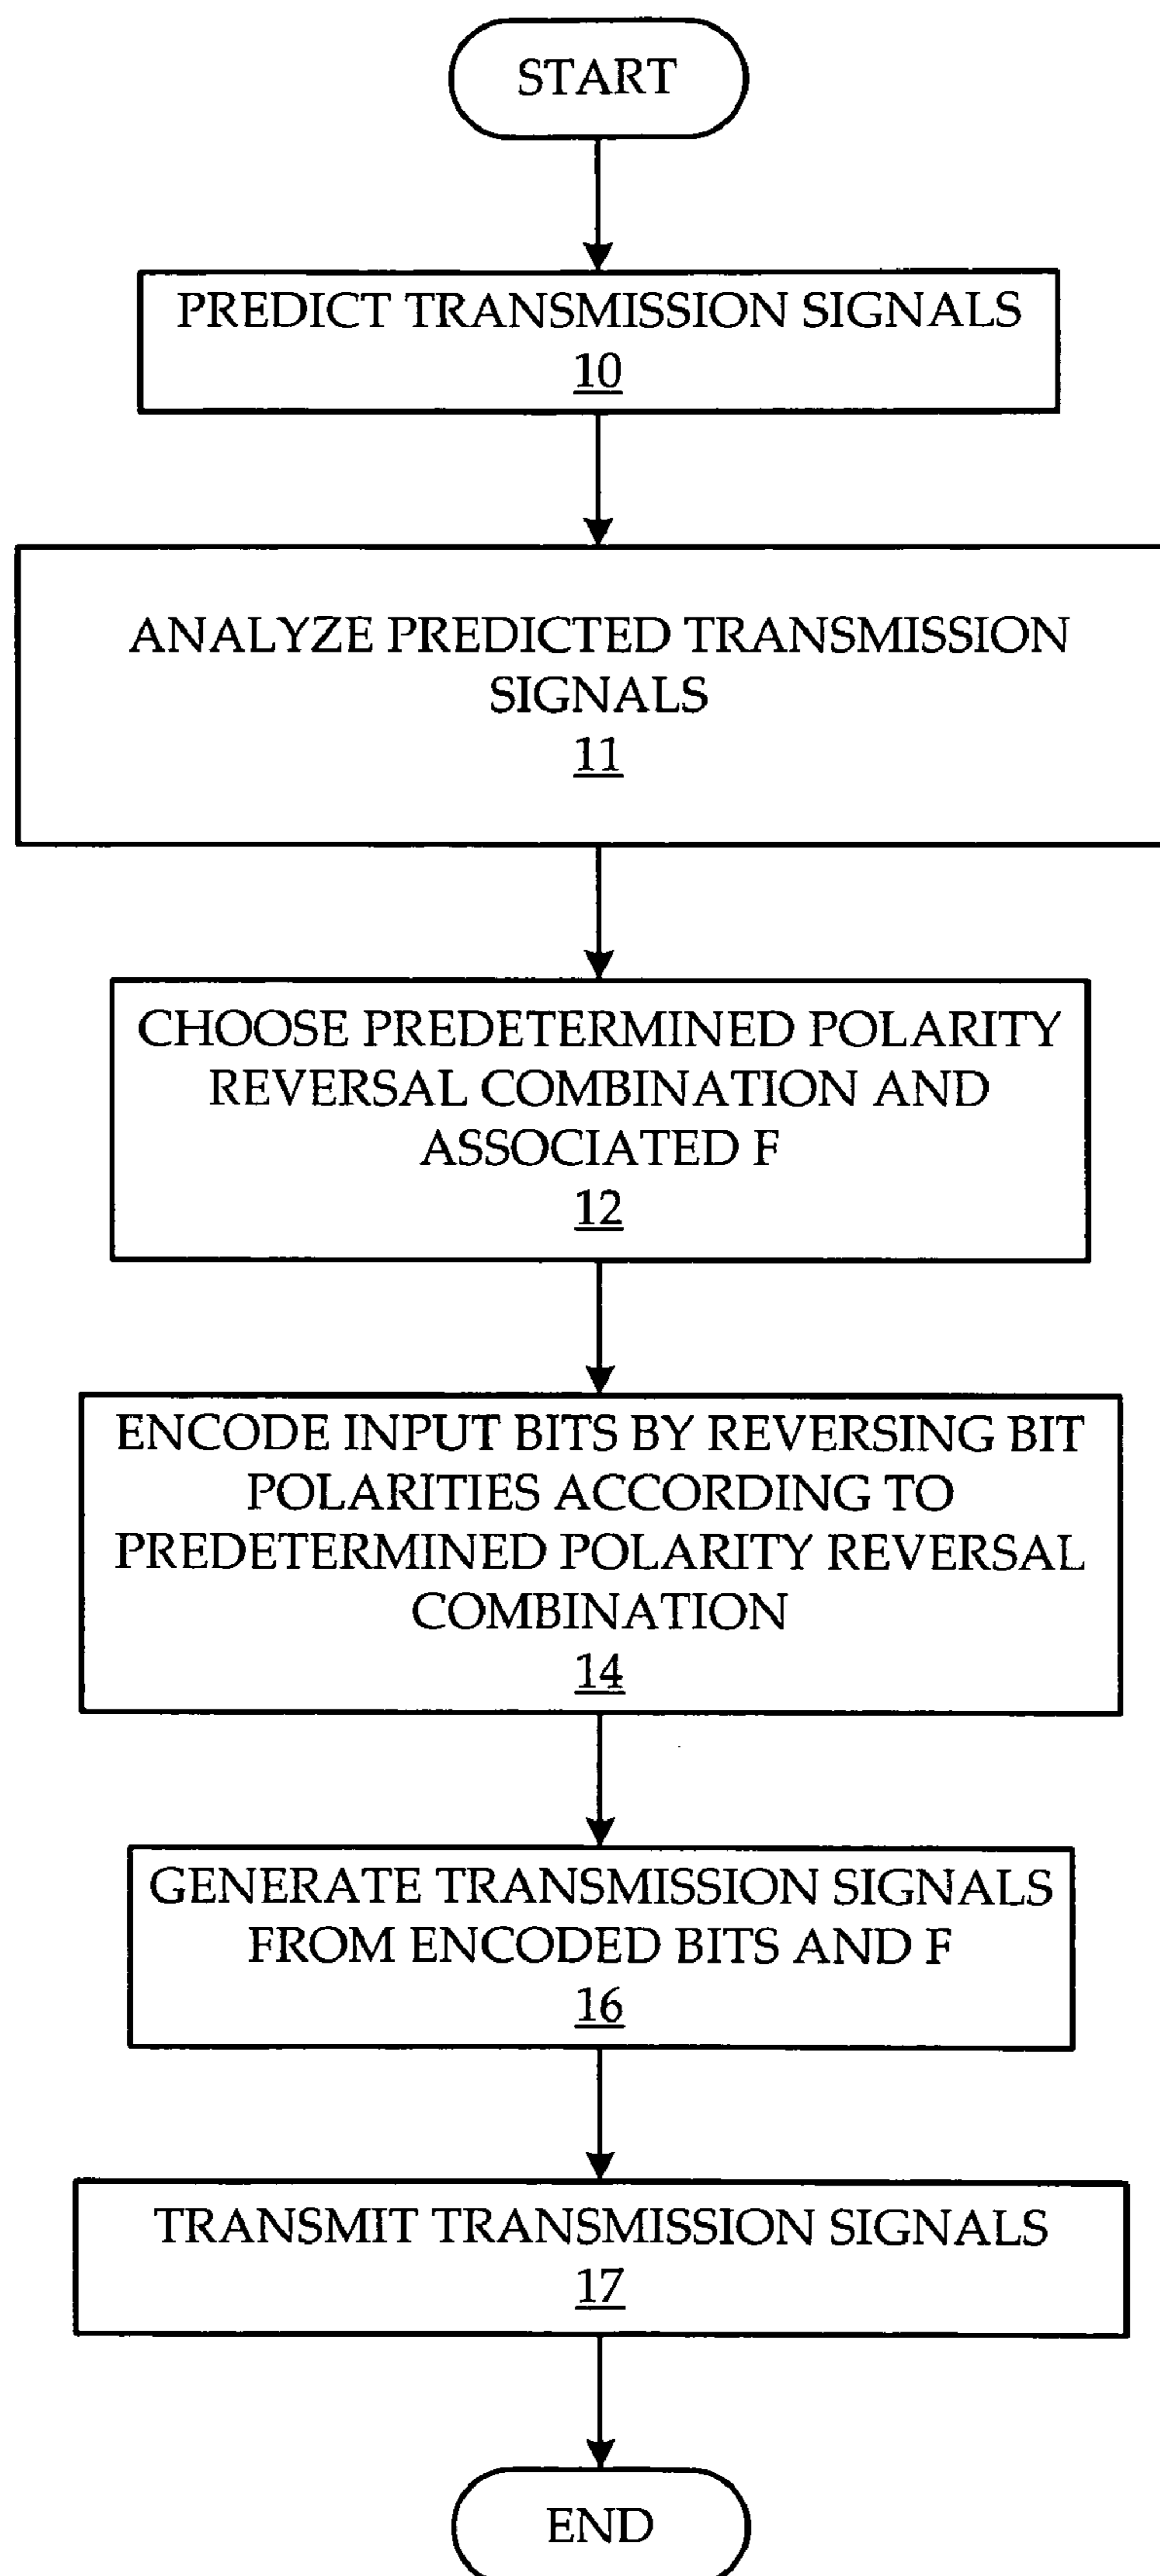 START
PREDICT TRANSMISSION SIGNALS
10
ANALYZE PREDICTED TRANSMISSION
SIGNALS
11
CHOOSE PREDETERMINED POLARITY
REVERSAL COMBINATION AND
ASSOCIATED F
12
ENCODE INPUT BITS BY REVERSING BIT
POLARITIES ACCORDING TO
PREDETERMINED POLARITY REVERSAL
COMBINATION
14
GENERATE TRANSMISSION SIGNALS
FROM ENCODED BITS AND F
16
TRANSMIT TRANSMISSION SIGNALS
17
END